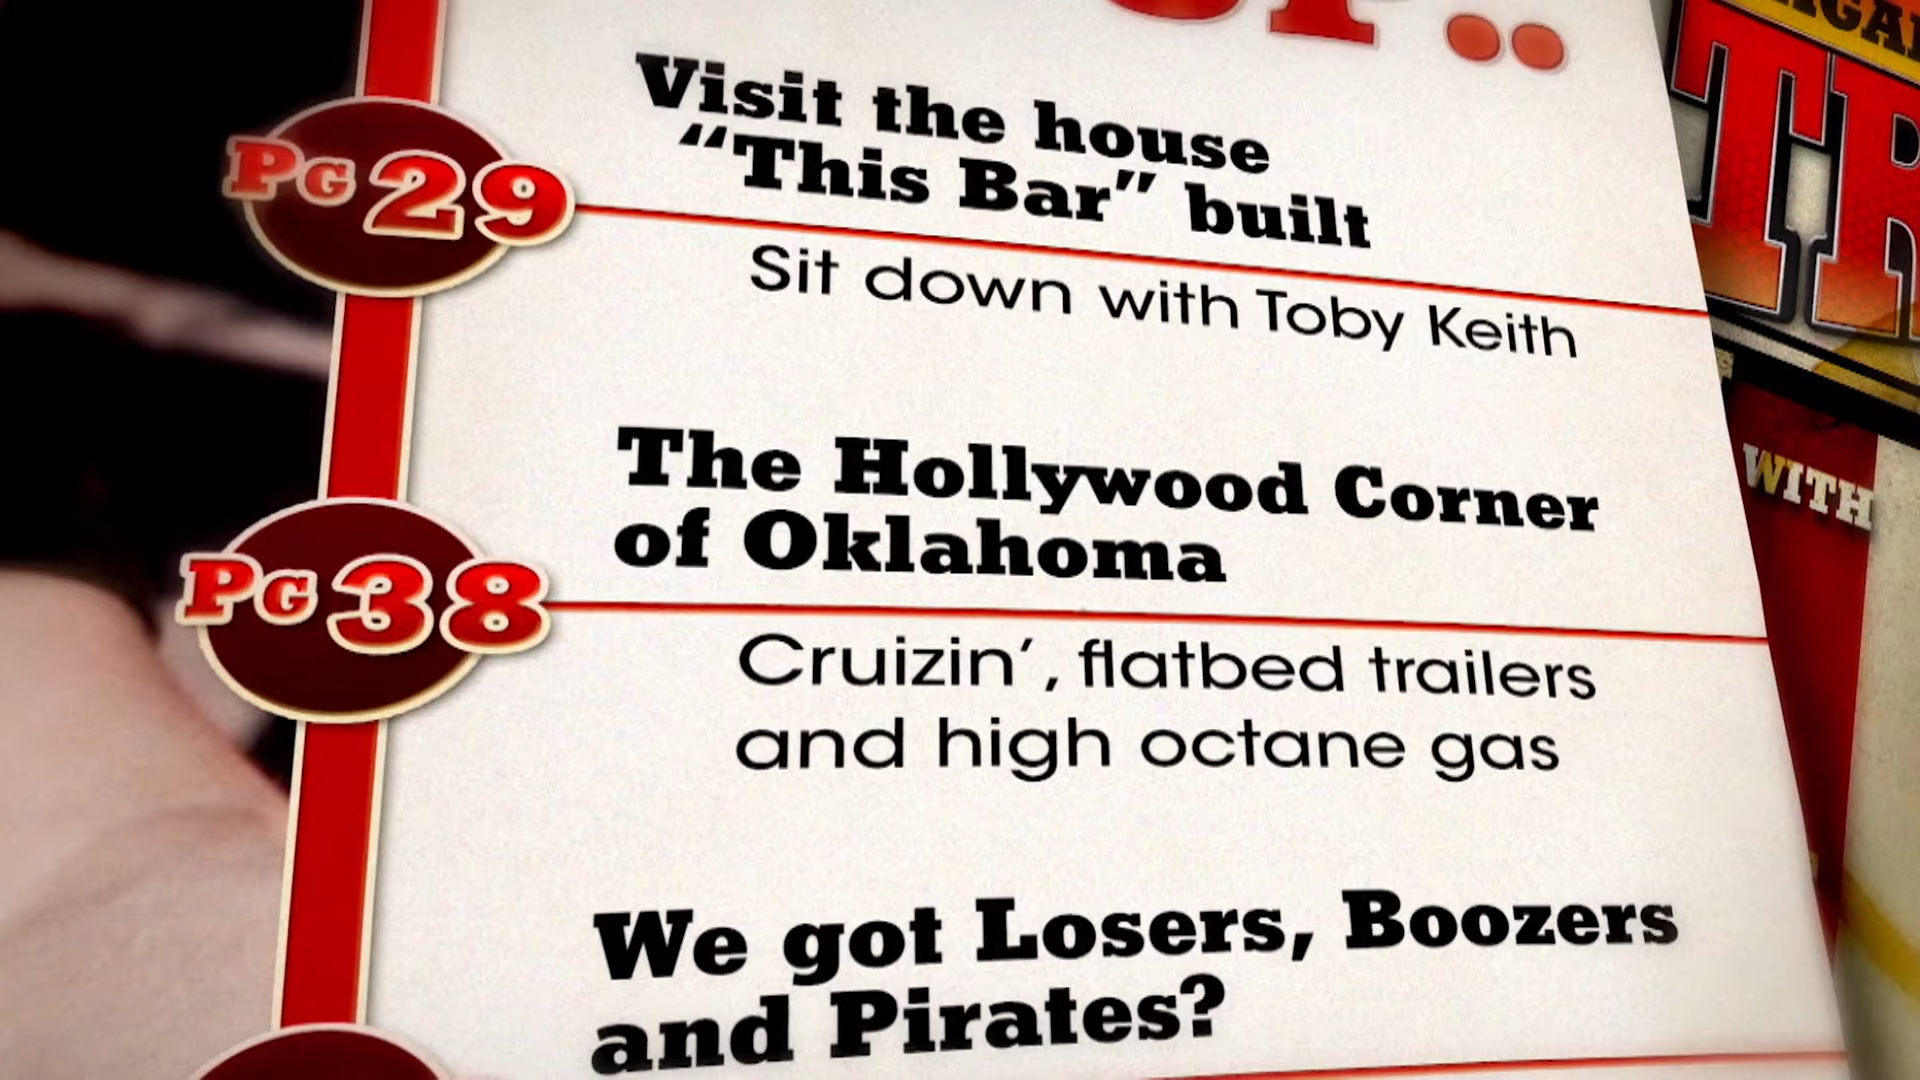 Visit the house
“This Bar” built
Pg 29
Sit down with Toby Keith
The Hollywood Corner
of Oklahoma
Pg 38
Cruizin’, flatbed trailers
and high octane gas
We got Losers, Boozers
and Pirates?
WITH